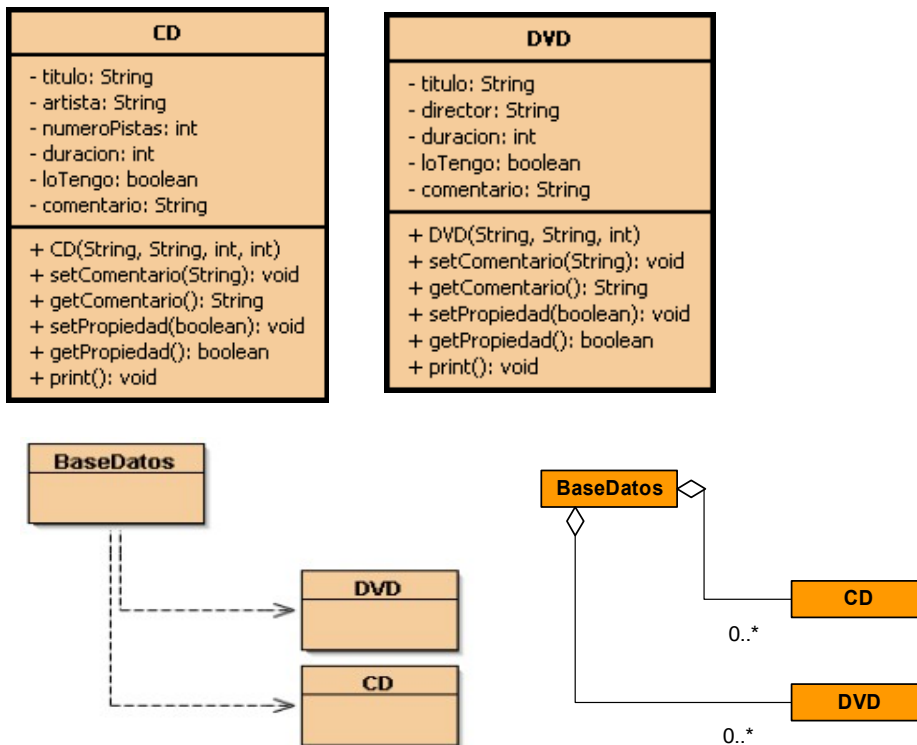 CD
- titulo: String
- artista: String
- numeroPistas: int
- duracion: int
- loTengo: boolean
- comentario: String
+ CD(String, String, int, int)
+ setComentario(String): void
+ getComentario(): String
+ setPropiedad(boolean): void
+ getPropiedad(): boolean
+ print(): void
DVD
- titulo: String
- director: String
- duracion: int
- loTengo: boolean
- comentario: String
+ DVD(String, String, int)
+ setComentario(String): void
+ getComentario(): String
+ setPropiedad(boolean): void
+ getPropiedad(): boolean
+ print(): void
BaseDatos
DVD
CD
BaseDatos
CD
0..*
DVD
0..*